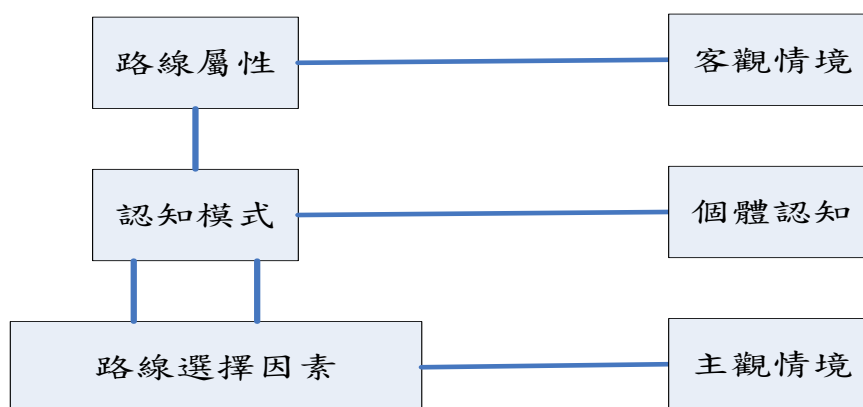 路線屬性
客觀情境
認知模式
個體認知
路線選擇因素
主觀情境